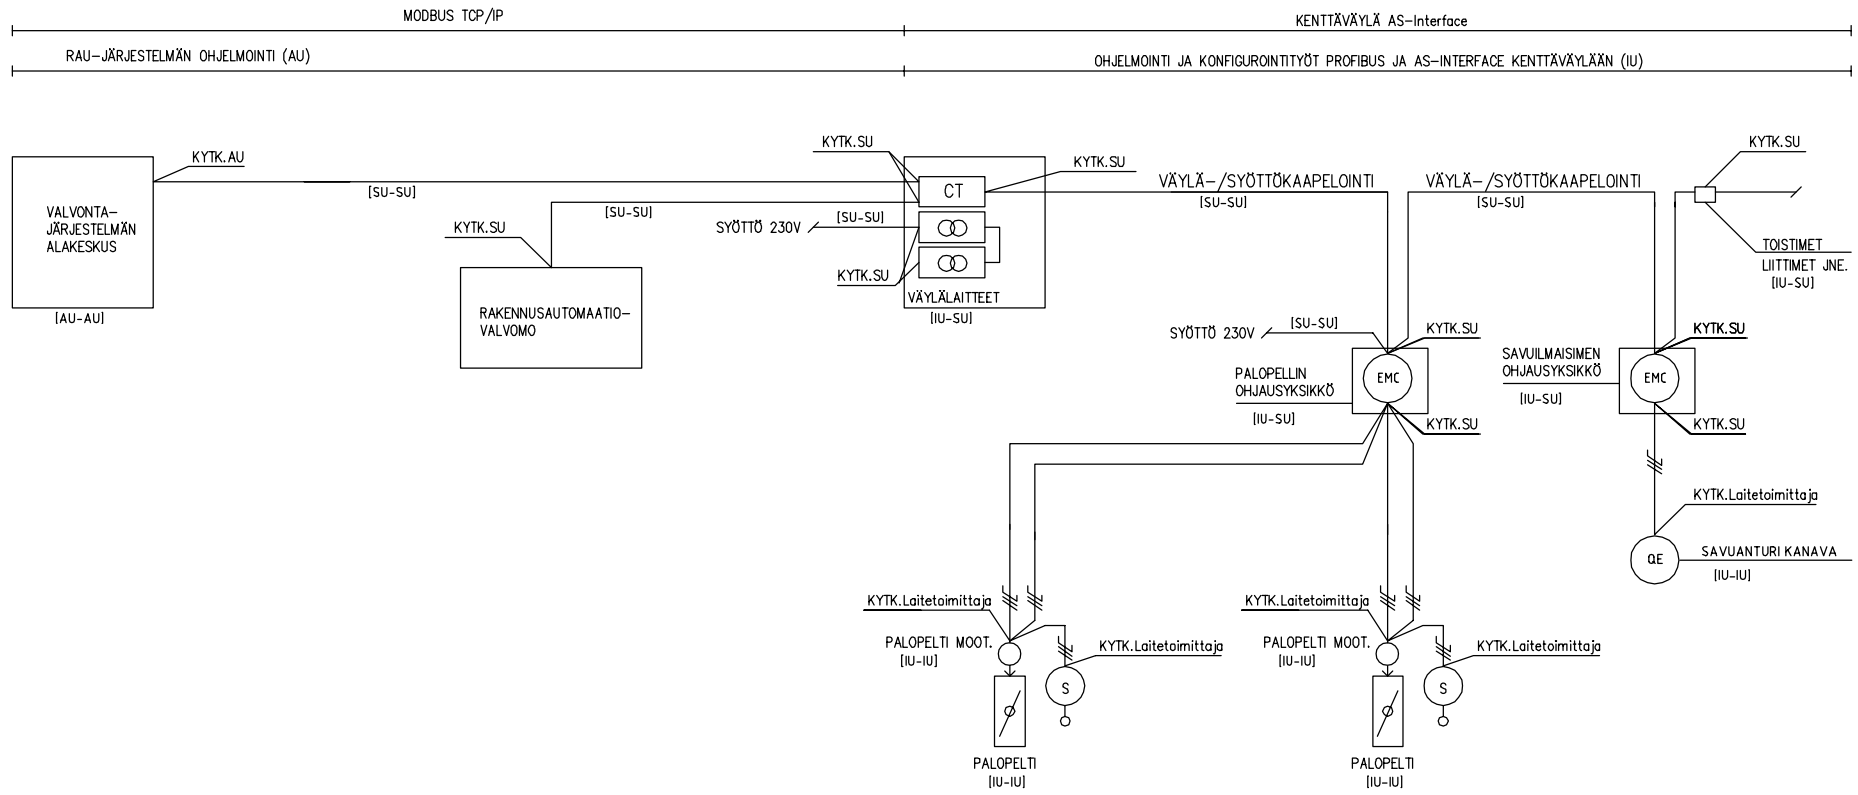 MODBUS TCP/IP
KENTTÄVÄYLÄ AS-Interface
RAU-JÄRJESTELMÄN OHJELMOINTI (AU)
OHJELMOINTI JA KONFIGUROINTITYÖT PROFIBUS JA AS-INTERFACE KENTTÄVÄYLÄÄN (IU)
KYTK.AU
KYTK.SU
KYTK.SU
KYTK.SU
VALVONTA-
JÄRJESTELMÄN
ALAKESKUS
[AU-AU]
[SU-SU]
[SU-SU]
KYTK.SU
RAKENNUSAUTOMAATIO-
VALVOMO
SYÖTTÖ 230V
[SU-SU]
KYTK.SU
CT
VÄYLÄLAITTEET
[IU-SU]
VÄYLÄ-/SYÖTTÖKAAPELOINTI
[SU-SU]
VÄYLÄ-/SYÖTTÖKAAPELOINTI
[SU-SU]
TOISTIMET
LIITTIMET JNE.
[IU-SU]
SYÖTTÖ 230V
[SU-SU]
KYTK.SU
KYTK.SU
PALOPELLIN
OHJAUSYKSIKKÖ
[IU-SU]
EMC
KYTK.SU
SAVUILMAISIMEN
OHJAUSYKSIKKÖ
[IU-SU]
EMC
KYTK.SU
KYTK.Laitetoimittaja
QE
SAVUANTURI KANAVA
[IU-IU]
KYTK.Laitetoimittaja
PALOPELTI MOOT.
[IU-IU]
KYTK.Laitetoimittaja
S
PALOPELTI
[IU-IU]
KYTK.Laitetoimittaja
PALOPELTI MOOT.
[IU-IU]
KYTK.Laitetoimittaja
S
PALOPELTI
[IU-IU]